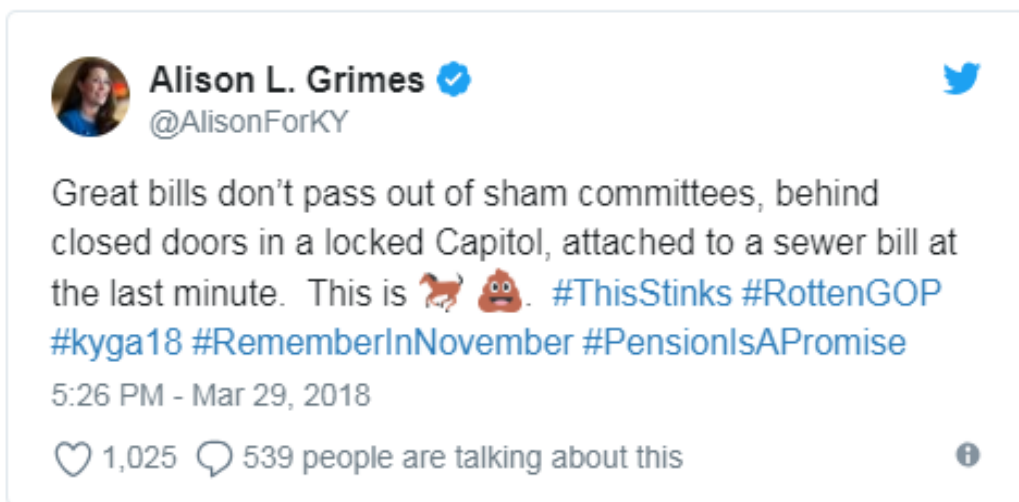 Alison L. Grimes
@AlisonForKY
Great bills don’t pass out of sham committees, behind
closed doors in a locked Capitol, attached to a sewer bill at
the last minute.  This is 🐎 💩.  #ThisStinks #RottenGOP
#kyga18 #RememberInNovember #PensionIsAPromise
5:26 PM - Mar 29, 2018
1,025 539 people are talking about this